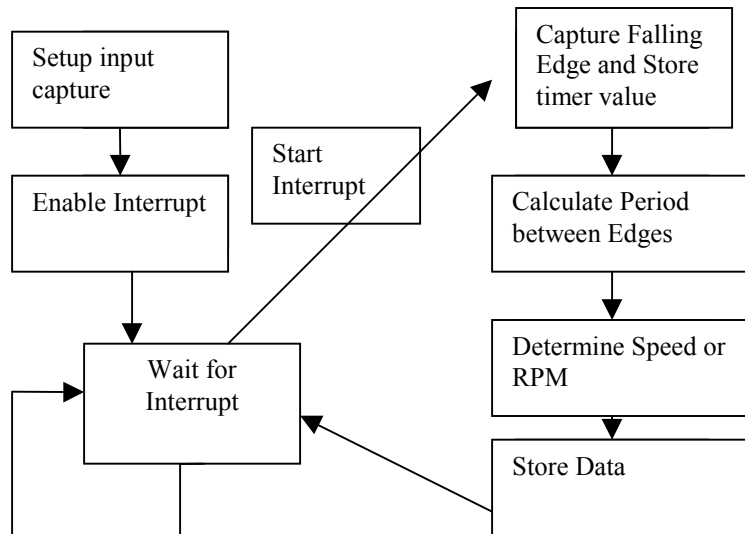 Setup input
capture
Enable Interrupt
Wait for
Interrupt
Start
Interrupt
Capture Falling
Edge and Store
timer value
Calculate Period
between Edges
Determine Speed or
RPM
Store Data